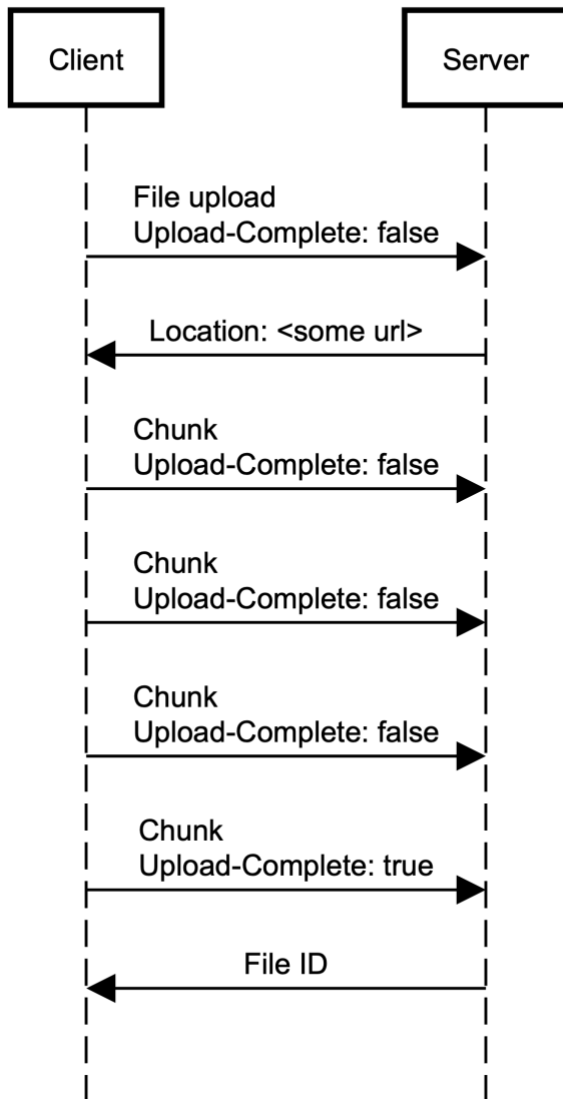 Client
Server
File upload
Upload-Complete: false
Location: <some url>
Chunk
Upload-Complete: false
Chunk
Upload-Complete: false
Chunk
Upload-Complete: false
Chunk
Upload-Complete: true
File ID